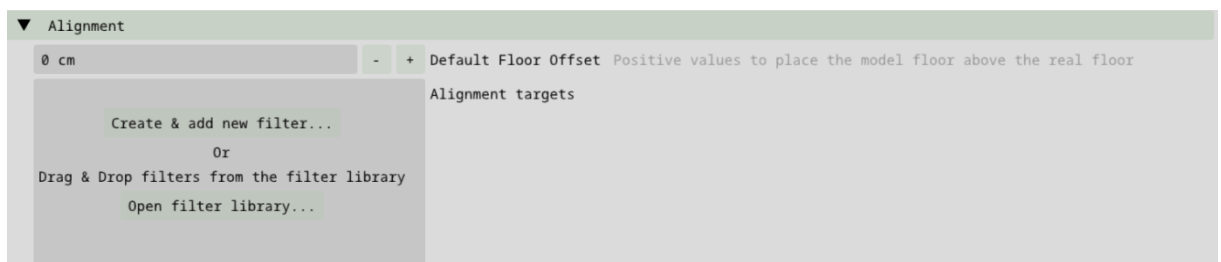 Alignment
0 cm - + Default Floor Offset Positive values to place the model floor above the real floor
Alignment targets
Create & add new filter...
Or
Drag & Drop filters from the filter library
Open filter library...